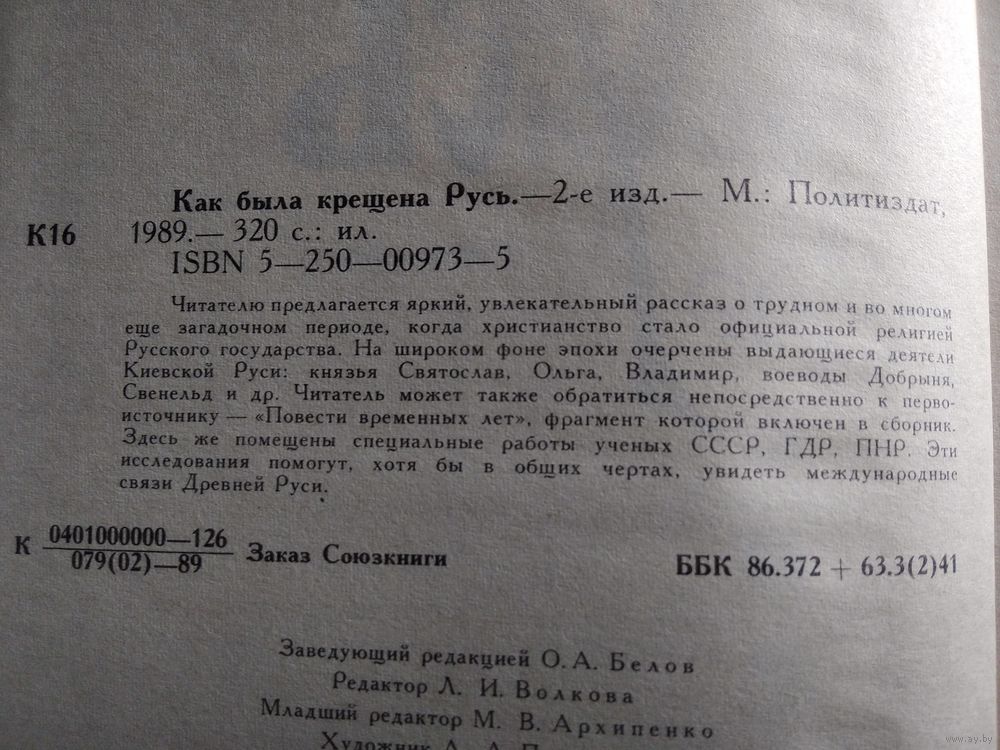 Как была крещена Русь.—2-е изд.— М.: Политиздат,
К16 1989.— 320 с.: ил.
ISBN 5—250—00973—5
Читателю предлагается яркий, увлекательный рассказ о трудном и во многом
еще загадочном периоде, когда христианство стало официальной религией
Русского государства. На широком фоне эпохи очерчены выдающиеся деятели
Киевской Руси: князья Святослав, Ольга, Владимир, воеводы Добрыня,
Свенельд и др. Читатель может также обратиться непосредственно к перво-
источнику — «Повести временных лет», фрагмент которой включен в сборник.
Здесь же помещены специальные работы ученых СССР, ГДР, ПНР. Эти
исследования помогут, хотя бы в общих чертах, увидеть международные
связи Древней Руси.
К 0401000000—126
079(02)—89 Заказ Союзкниги ББК 86.372 + 63.3(2)41
Заведующий редакцией О. А. Белов
Редактор Л. И. Волкова
Младший редактор М. В. Архипенко
Художник
www.ay.by